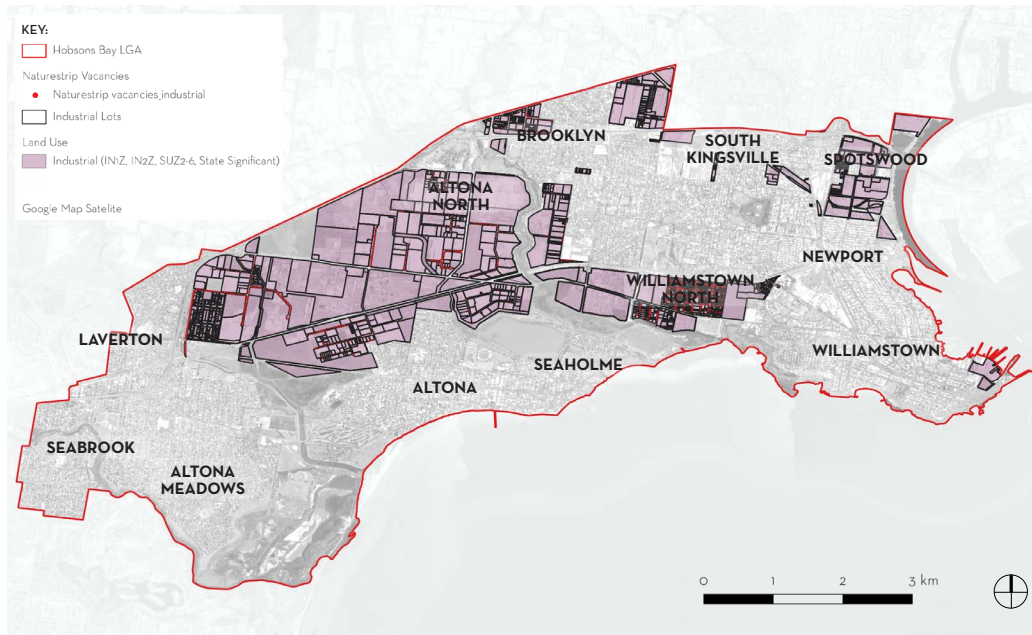 KEY:
Hobsons Bay LGA
Naturestrip Vacancies
Naturestrip vacancies_industrial
Industrial Lots
Land Use
Industrial (IN1Z, IN2Z, SUZ2-6, State Significant)
Google Map Satelite
BROOKLYN
SOUTH
KINGSVILLE
SPOTSWOOD
ALTONA
NORTH
NEWPORT
WILLIAMSTOWN
NORTH
LAVERTON
WILLIAMSTOWN
SEAHOLME
ALTONA
SEABROOK
ALTONA
MEADOWS
0 1 2 3 km